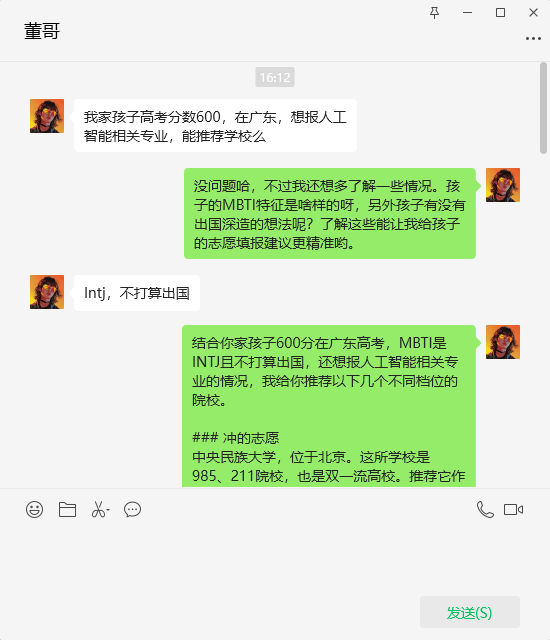 董哥
16:12
我家孩子高考分数600，在广东，想报人工
智能相关专业，能推荐学校么
没问题哈，不过我还想多了解一些情况。孩
子的MBTI特征是啥样的呀，另外孩子有没有
出国深造的想法呢？了解这些能让我给孩子
的志愿填报建议更精准哟。
Intj，不打算出国
结合你家孩子600分在广东高考，MBTI是
INTJ且不打算出国，还想报人工智能相关专
业的情况，我给你推荐以下几个不同档位的
院校。
### 冲的志愿
中央民族大学，位于北京。这所学校是
985、211院校，也是双一流高校。推荐它作
发送(S)